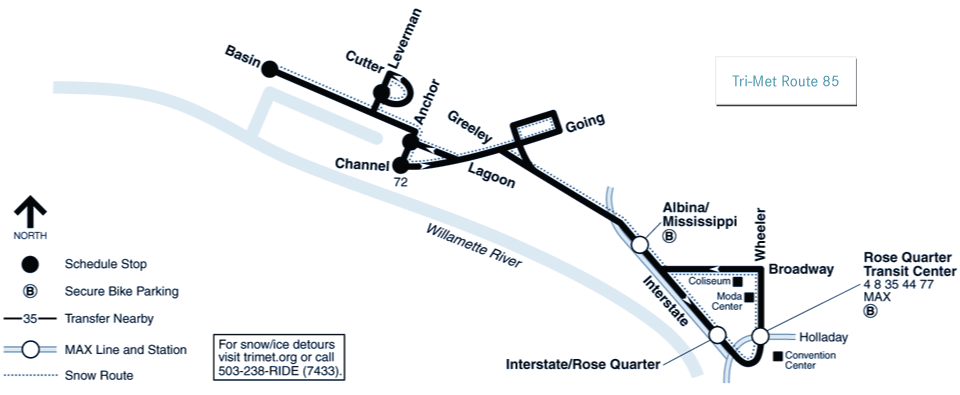 Leverman
Cutter
Basin
Tri-Met Route 85
Anchor
Greeley
Going
Channel
72
Lagoon
Willamette River
Albina/
Mississippi
B
Wheeler
Broadway
Rose Quarter
Transit Center
4 8 35 44 77
MAX
B
Coliseum
Moda
Center
Interstate
Holladay
Convention
Center
Interstate/Rose Quarter
NORTH
Schedule Stop
B Secure Bike Parking
35 Transfer Nearby
MAX Line and Station
Snow Route
For snow/ice detours
visit trimet.org or call
503-238-RIDE (7433).